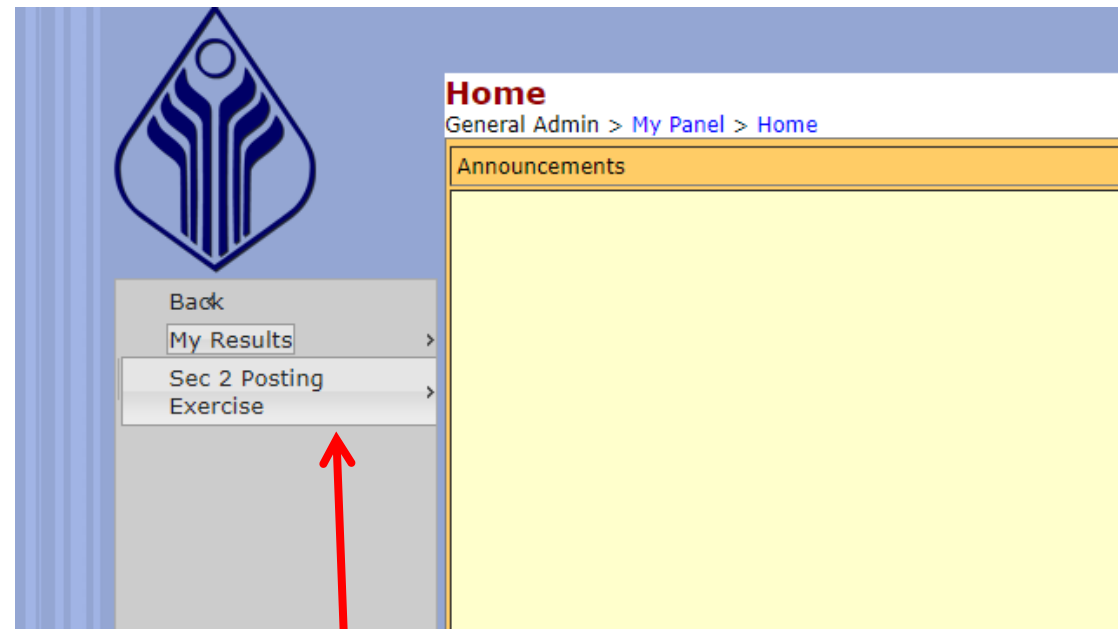 Home
General Admin > My Panel > Home
Announcements
Back
My Results >
Sec 2 Posting >
Exercise